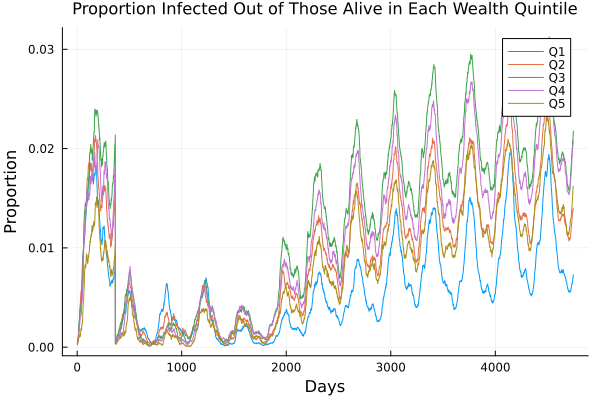 Proportion Infected Out of Those Alive in Each Wealth Quintile
0.03
0.02
0.01
0.00
Proportion
0
1000
2000
3000
4000
Days
Q1
Q2
Q3
Q4
Q5